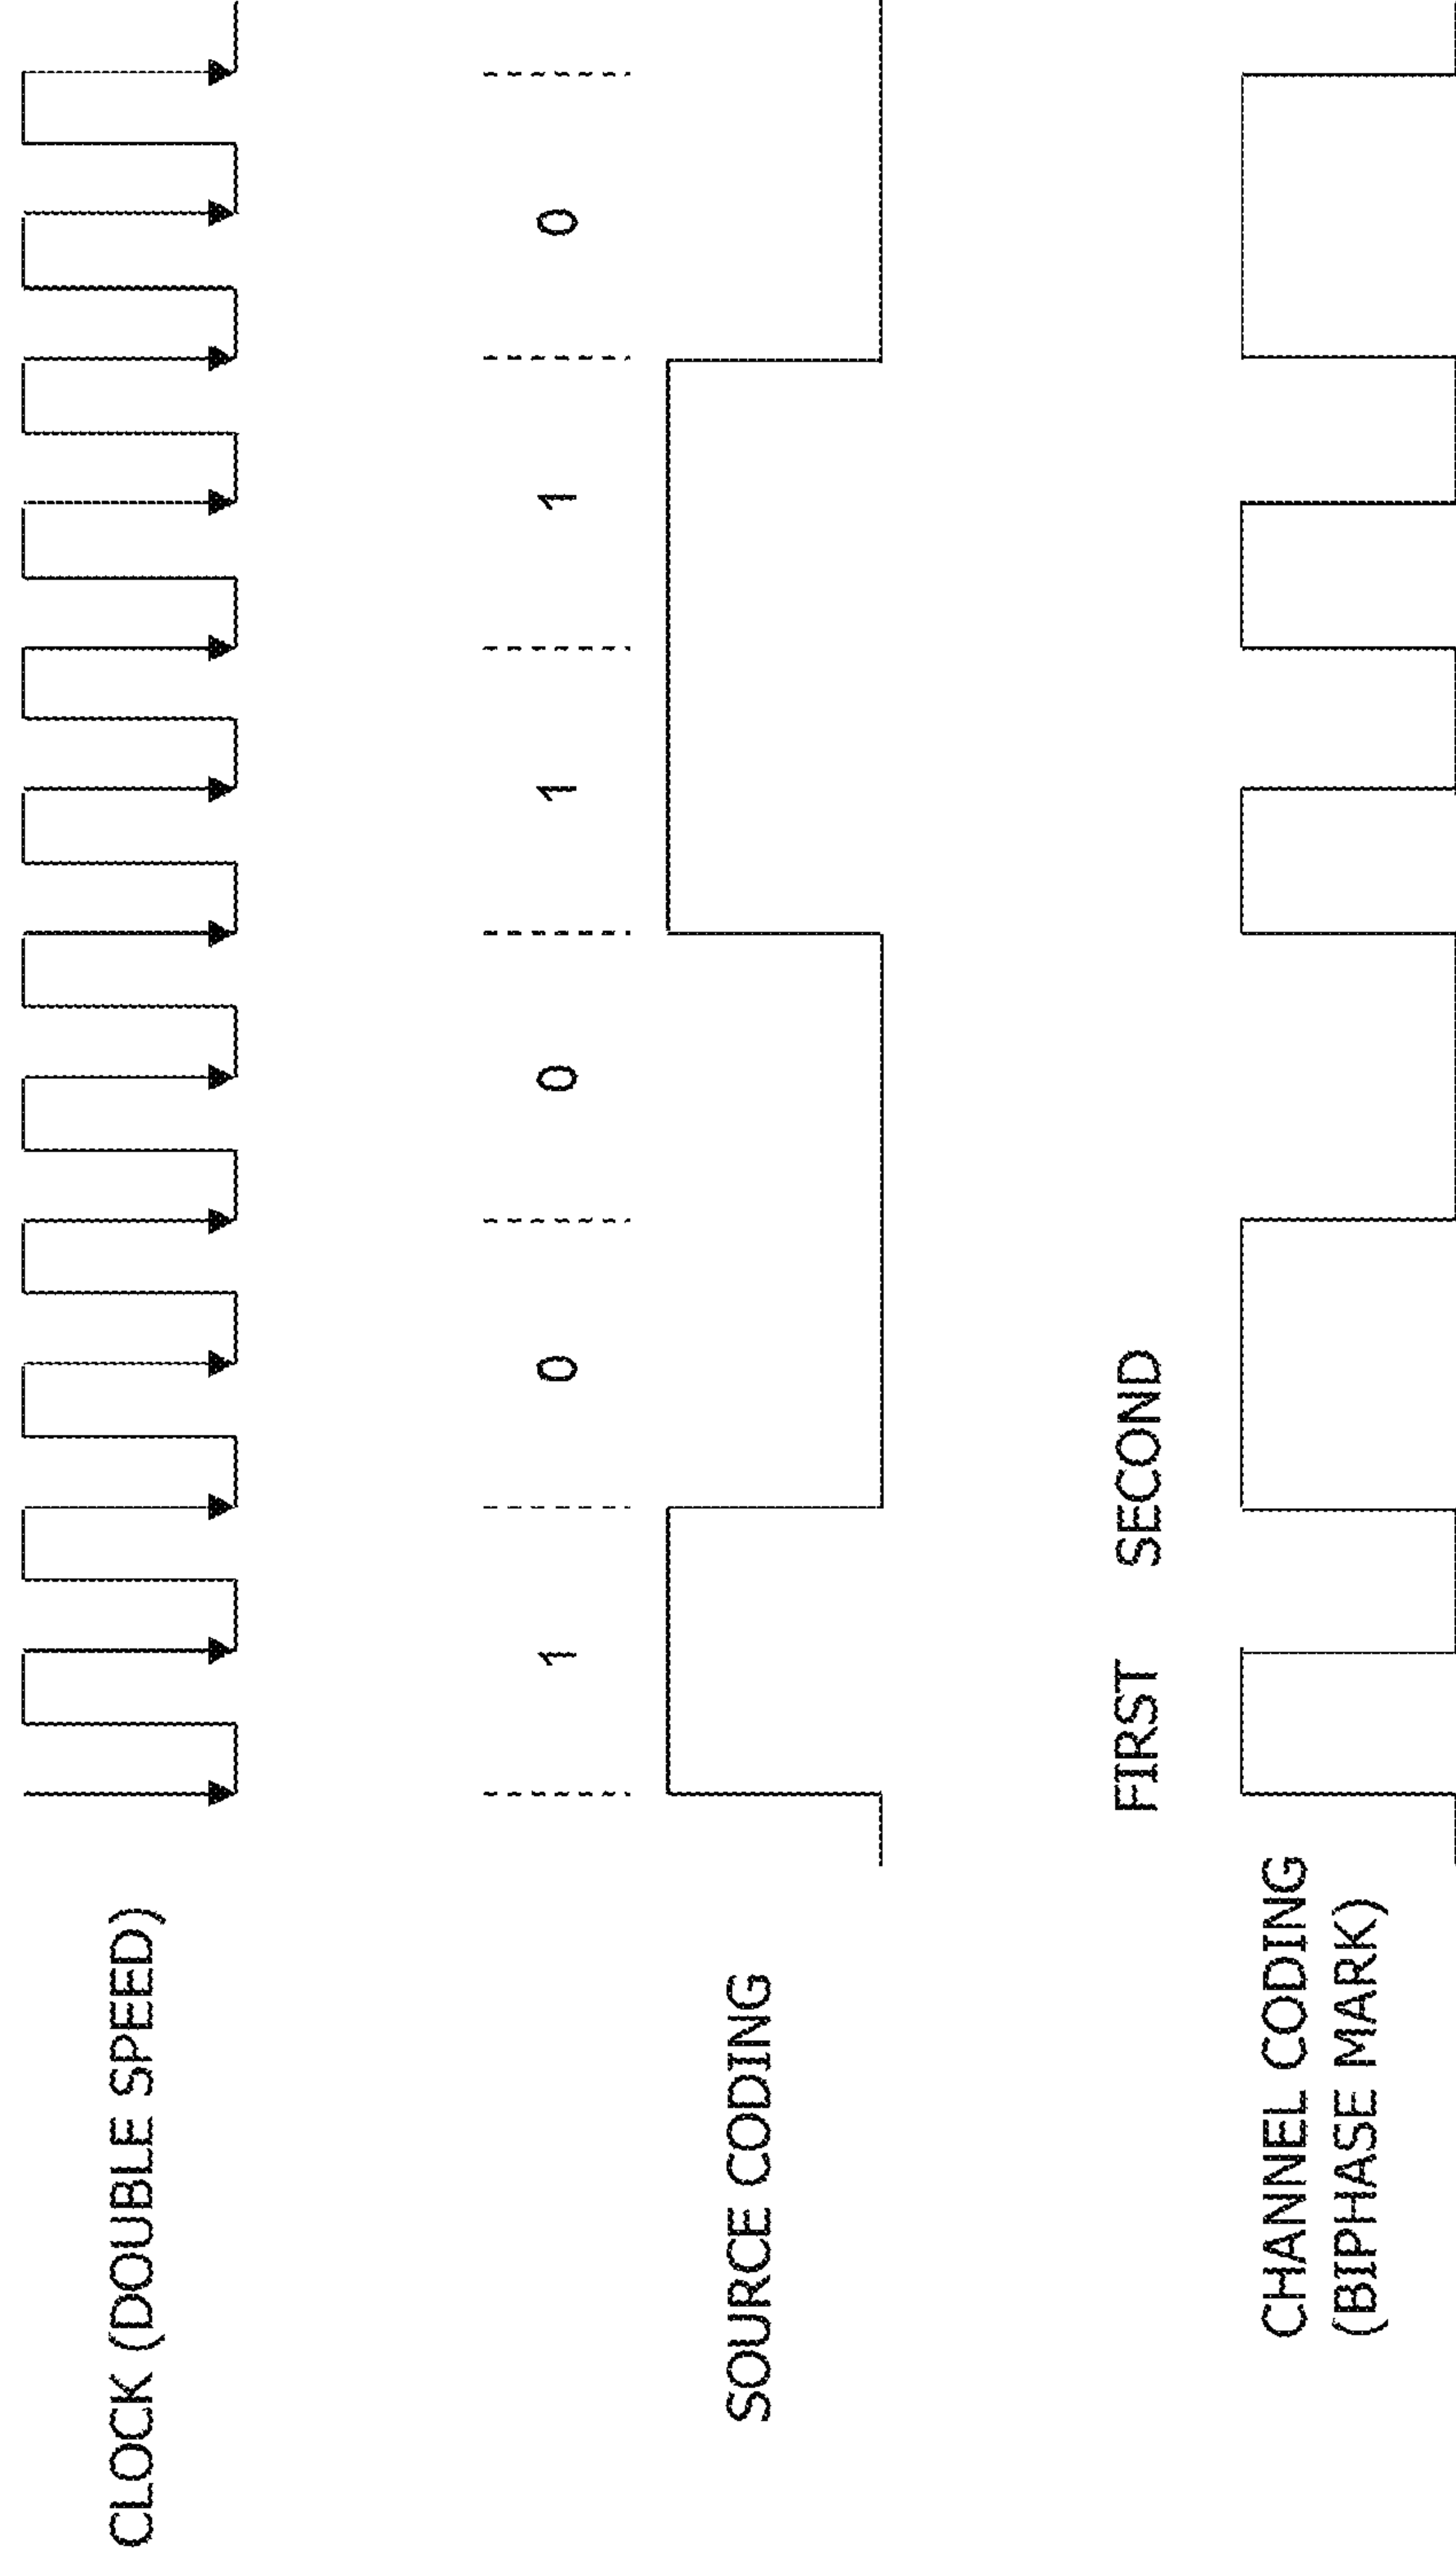 CLOCK (DOUBLE SPEED)
1 0 0 1 1 0
SOURCE CODING
FIRST SECOND
CHANNEL CODING
(BIPHASE MARK)